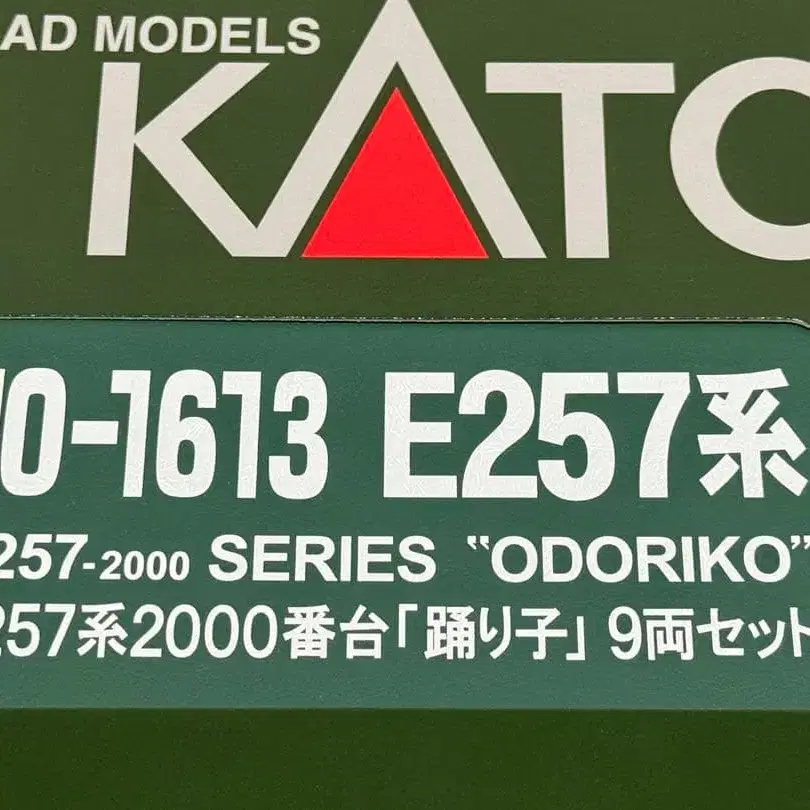 AD MODELS
KATO
10-1613 E257系
257-2000 SERIES “ODORIKO”
257系2000番台「踊り子」 9両セット